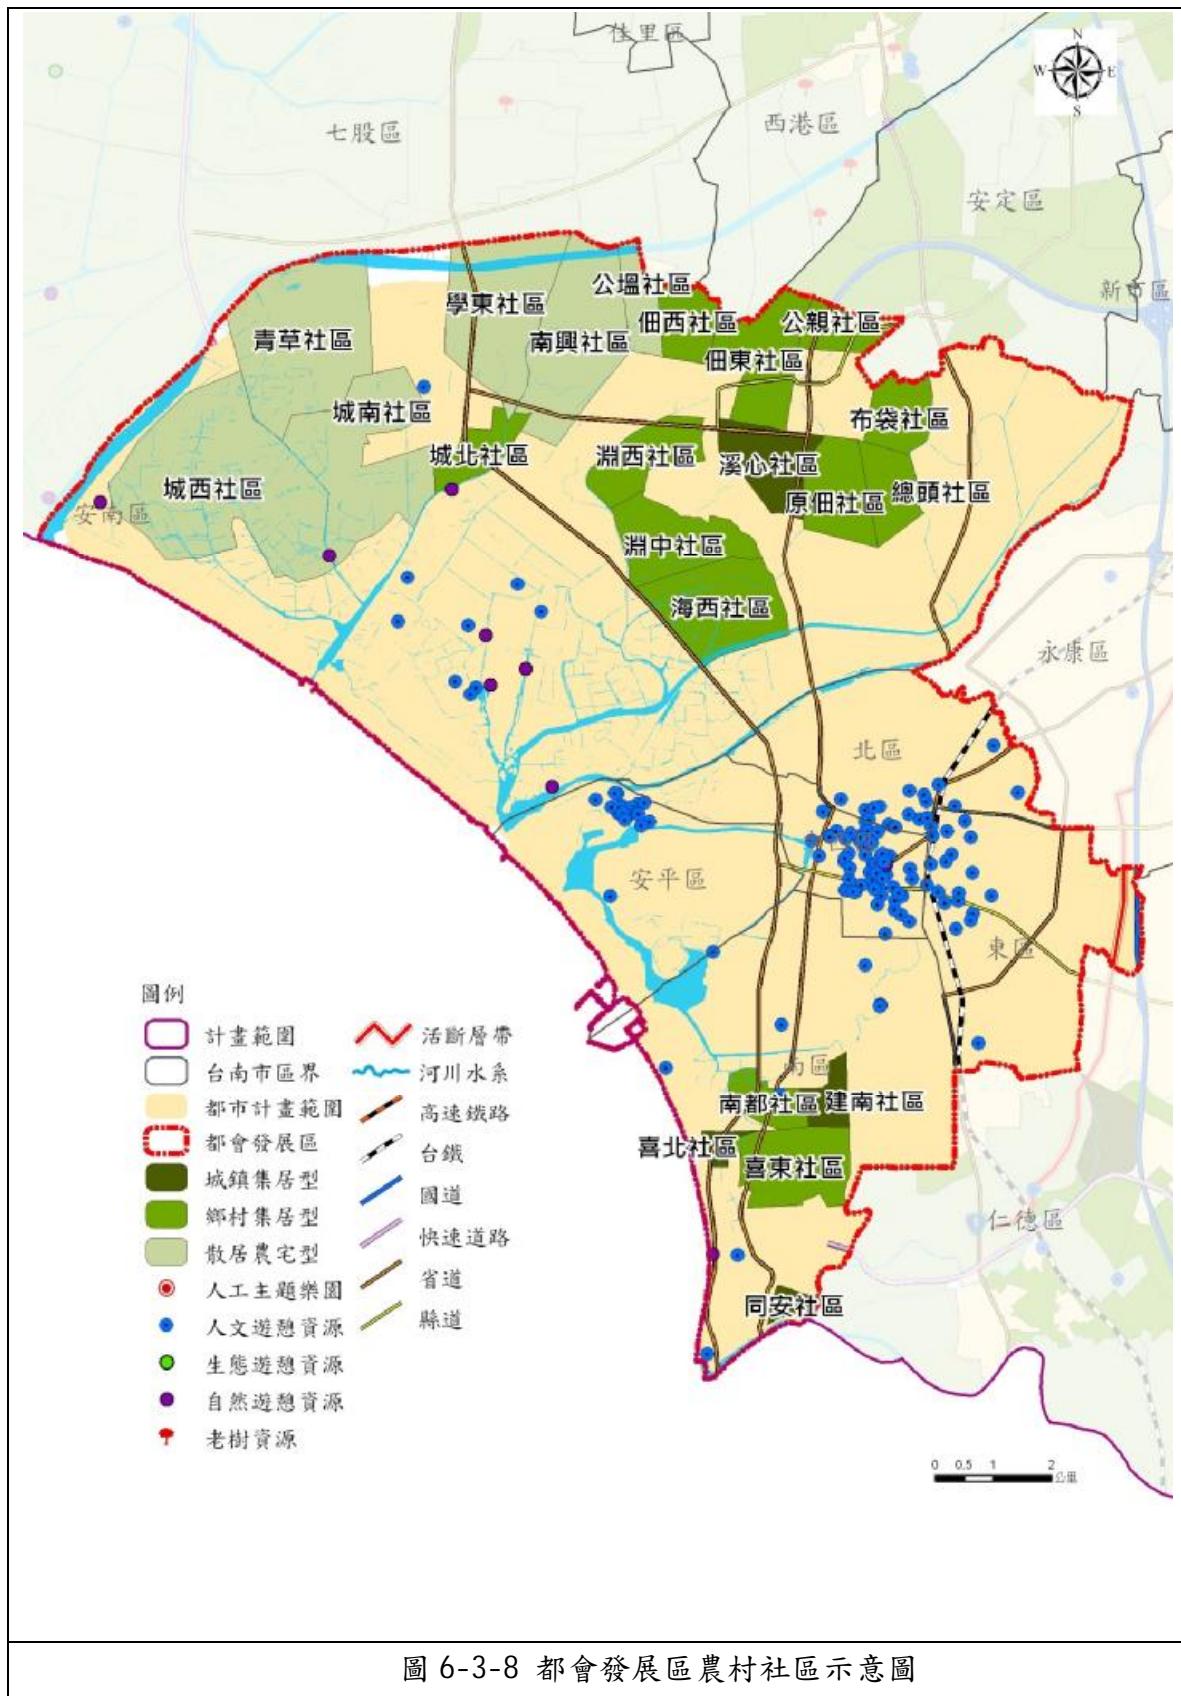 佳里區
N
W
E
S
七股區
西港區
安定區
新市區
公塭社區
學東社區
佃西社區
公親社區
青草社區
南興社區
佃東社區
城南社區
布袋社區
城北社區
淵西社區
溪心社區
城西社區
原佃社區
總頭社區
安南區
淵中社區
海西社區
永康區
北區
安平區
東區
南區
南都社區
建南社區
喜北社區
喜東社區
仁德區
同安社區
圖例
計畫範圍
台南市區界
都市計畫範圍
都會發展區
城鎮集居型
鄉村集居型
散居農宅型
人工主題樂園
人文遊憩資源
生態遊憩資源
自然遊憩資源
老樹資源
活斷層帶
河川水系
高速鐵路
台鐵
國道
快速道路
省道
縣道
0 0.5 1 2
公里
圖 6-3-8 都會發展區農村社區示意圖